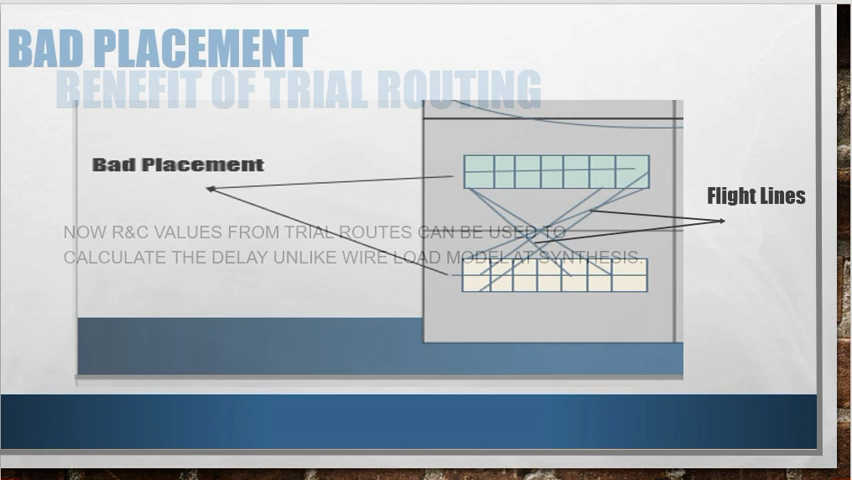 BAD PLACEMENT
BENEFIT OF TRIAL ROUTING
Bad Placement
Flight Lines
NOW R&C VALUES FROM TRIAL ROUTES CAN BE USED TO
CALCULATE THE DELAY UNLIKE WIRE LOAD MODEL AT SYNTHESIS.